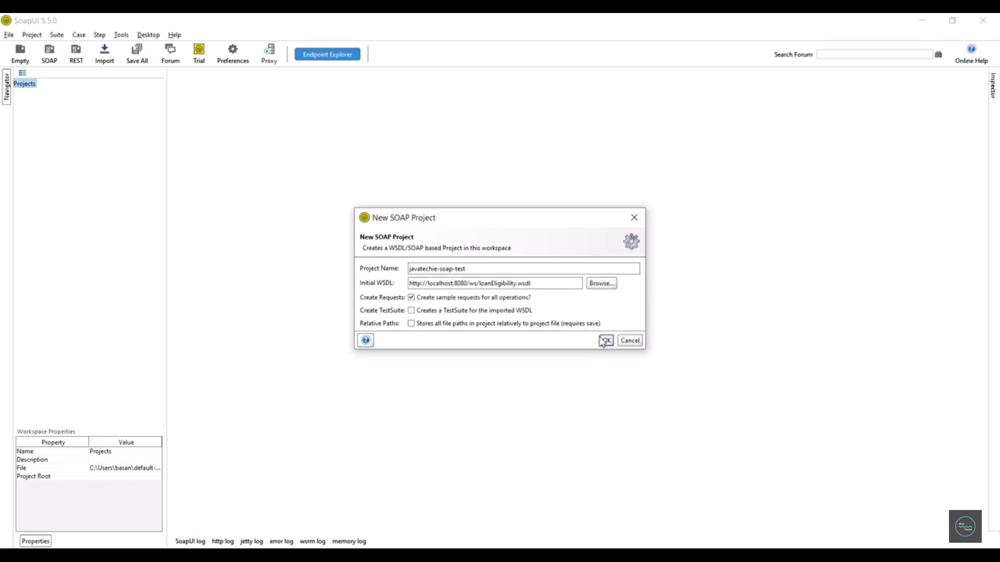 SoapUI 5.5.0
File Project Suite Case Step Tools Desktop Help
Empty SOAP REST Import Save All Forum Trial Preferences Proxy Endpoint Explorer Search Forum Online Help
Navigator
Projects
Inspector
New SOAP Project
New SOAP Project
Creates a WSDL/SOAP based Project in this workspace
Project Name: javatechie-soap-test
Initial WSDL: http://localhost:8080/ws/loanEligibility.wsdl Browse...
Create Requests: Create sample requests for all operations?
Create TestSuite: Creates a TestSuite for the imported WSDL
Relative Paths: Stores all file paths in project relatively to project file (requires save)
OK Cancel
Workspace Properties
Property Value
Name Projects
Description
File C:\Users\basan\default-...
Project Root
Java
Techie
Properties
SoapUI log http log jetty log error log wsrm log memory log